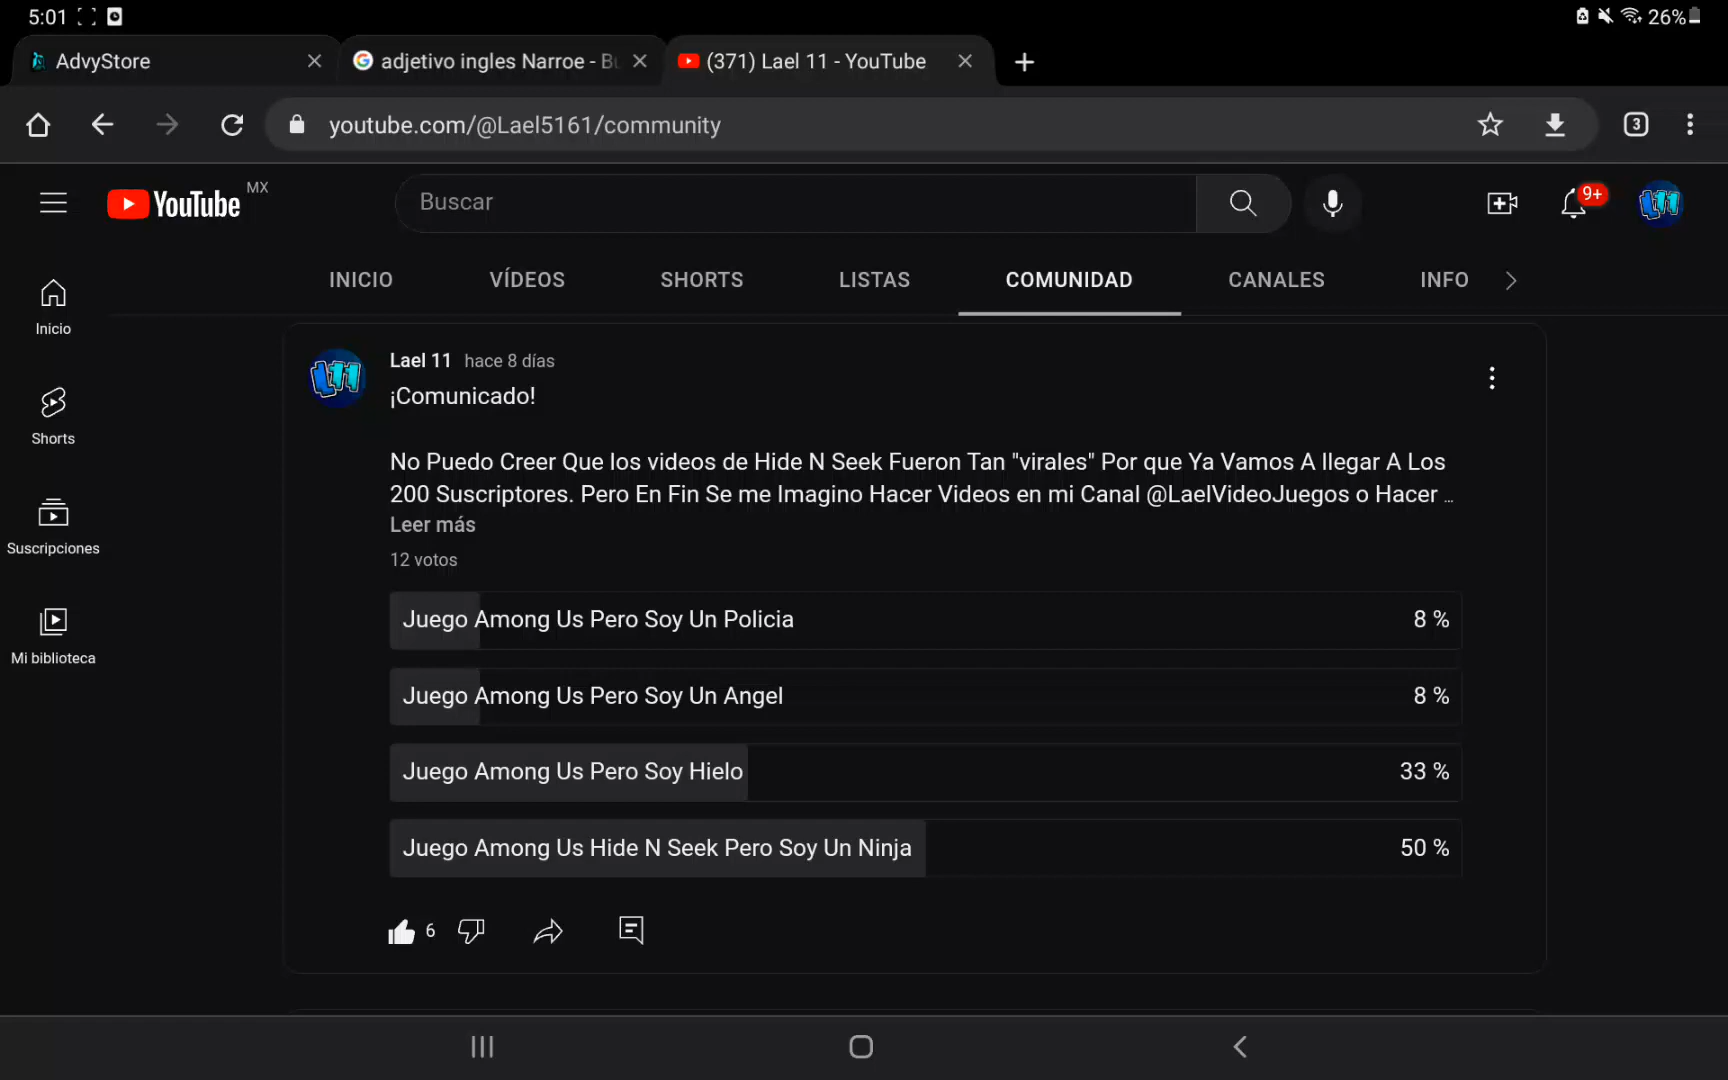 5:01
26%
AdvyStore
adjetivo ingles Narroe - Bu
(371) Lael 11 - YouTube
youtube.com/@Lael5161/community
3
YouTube MX
Buscar
9+
INICIO
VÍDEOS
SHORTS
LISTAS
COMUNIDAD
CANALES
INFO
Inicio
Shorts
Suscripciones
Mi biblioteca
L11
Lael 11 hace 8 días
¡Comunicado!
No Puedo Creer Que los videos de Hide N Seek Fueron Tan "virales" Por que Ya Vamos A llegar A Los
200 Suscriptores. Pero En Fin Se me Imagino Hacer Videos en mi Canal @LaelVideoJuegos o Hacer ...
Leer más
12 votos
Juego Among Us Pero Soy Un Policia 8 %
Juego Among Us Pero Soy Un Angel 8 %
Juego Among Us Pero Soy Hielo 33 %
Juego Among Us Hide N Seek Pero Soy Un Ninja 50 %
6